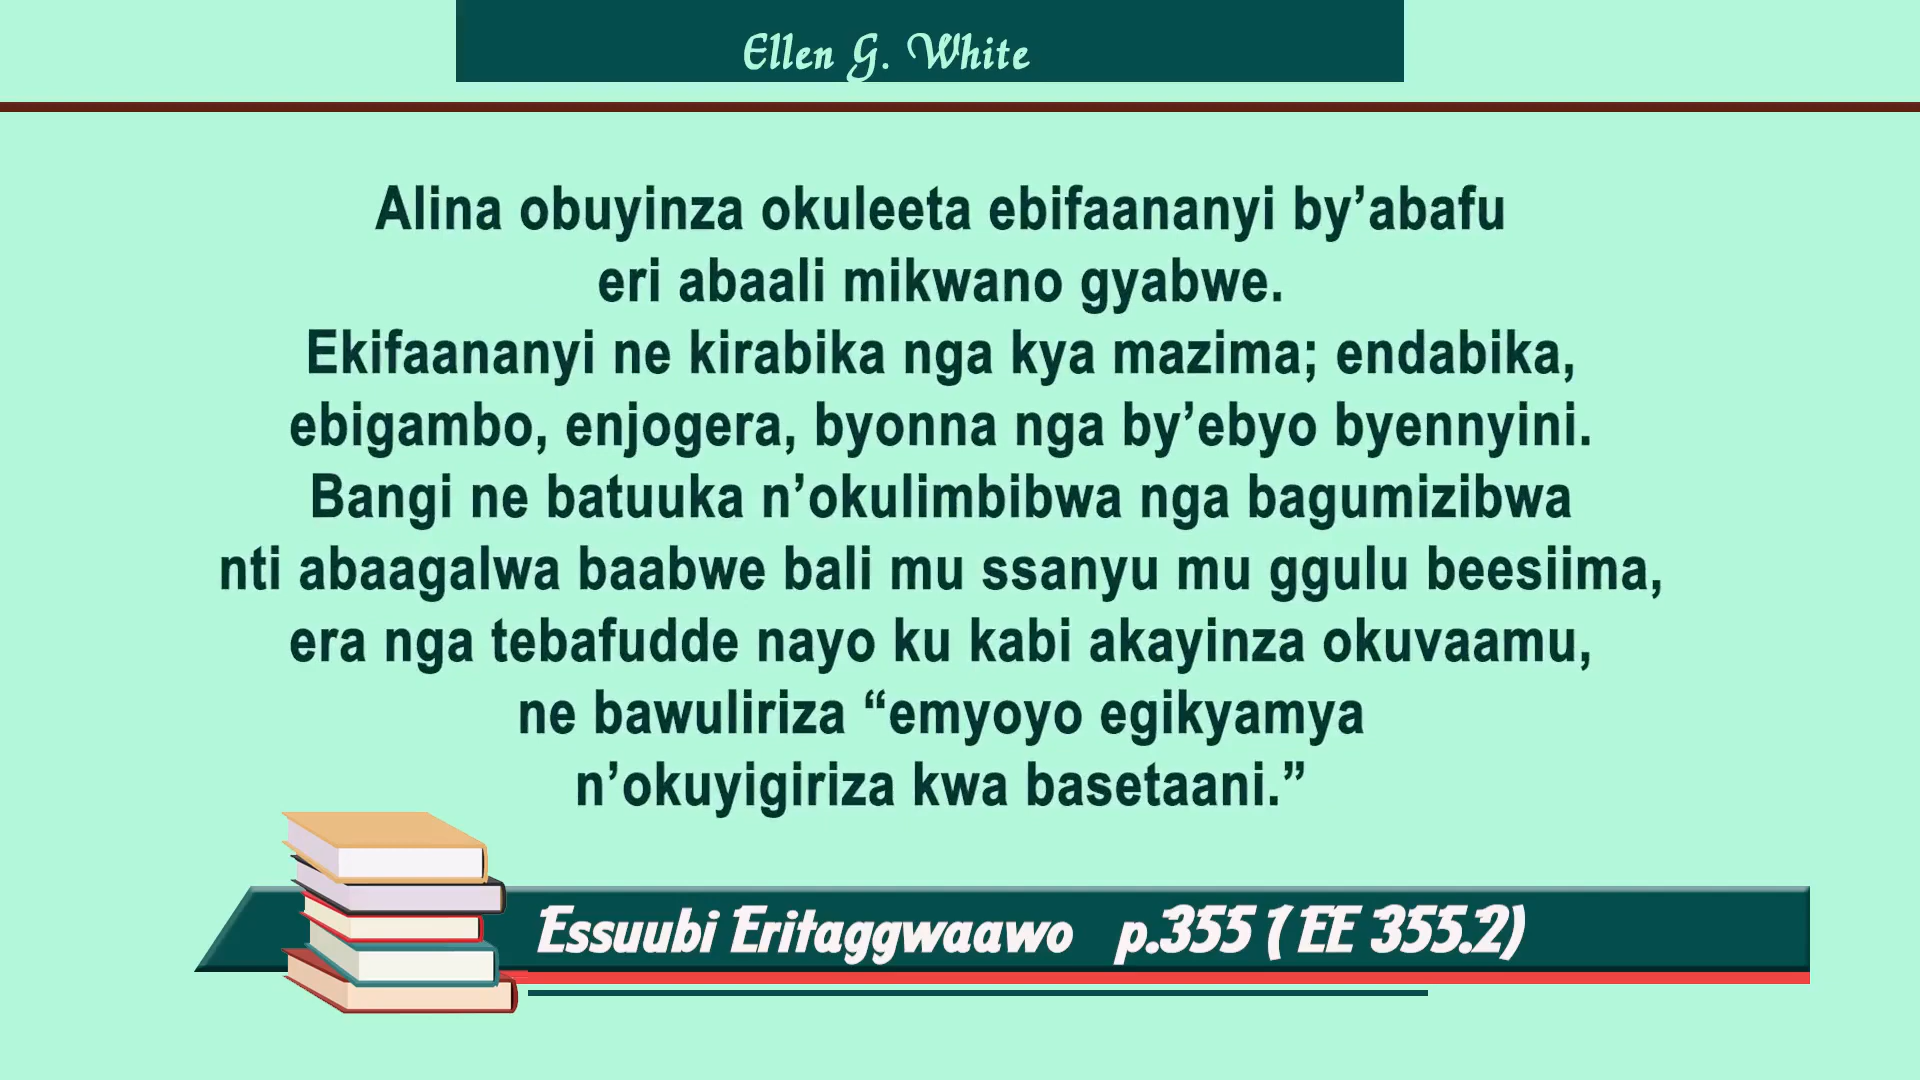 Ellen G. White
Alina obuyinza okuleeta ebifaananyi by’abafu
eri abaali mikwano gyabwe.
Ekifaananyi ne kirabika nga kya mazima; endabika,
ebigambo, enjogera, byonna nga by’ebyo byennyini.
Bangi ne batuuka n’okulimbibwa nga bagumizibwa
nti abaagalwa baabwe bali mu ssanyu mu ggulu beesiima,
era nga tebafudde nayo ku kabi akayinza okuvaamu,
ne bawuliriza “emyoyo egikyamya
n’okuyigiriza kwa basetaani.”
Essuubi Eritaggwaawo p.355 ( EE 355.2)